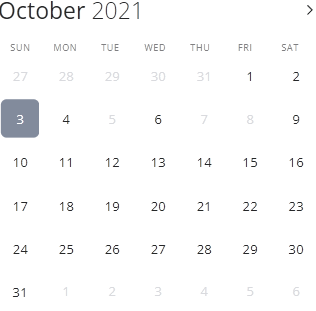 October 2021
SUN MON TUE WED THU FRI SAT
27 28 29 30 31 1 2
3 4 5 6 7 8 9
10 11 12 13 14 15 16
17 18 19 20 21 22 23
24 25 26 27 28 29 30
31 1 2 3 4 5 6